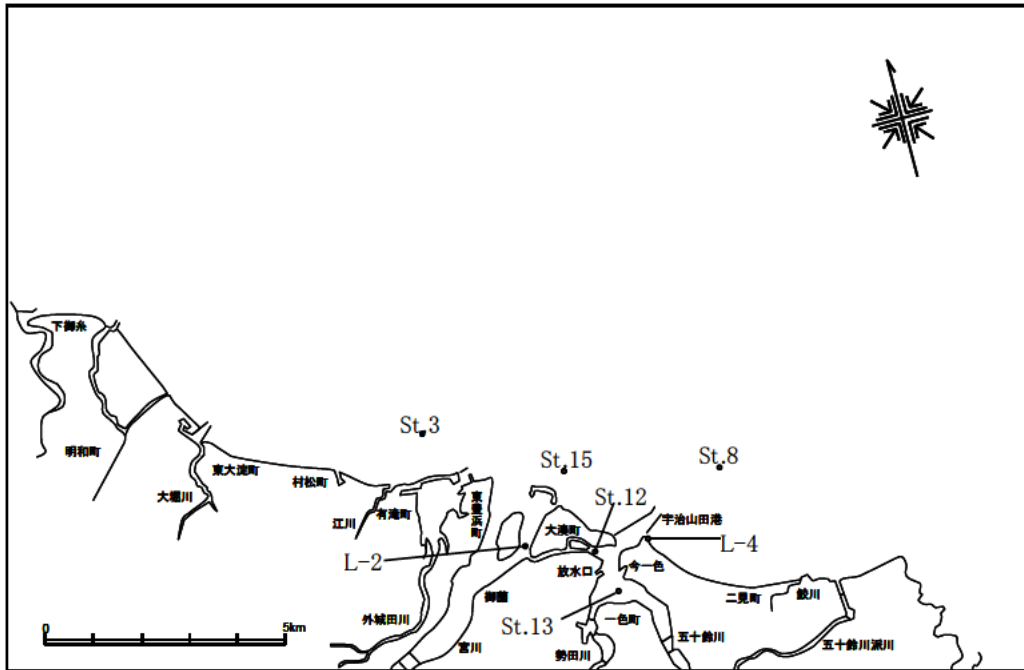 下御糸
St.3
明和町
St.15
St.8
東大淀町
村松町
大堀川
St.12
東豊浜町
江川
有滝町
大湊町
宇治山田港
L-2
L-4
放水口
今一色
御薗
二見町
鮫川
外城田川
St.13
一色町
0
5km
宮川
勢田川
五十鈴川
五十鈴川派川